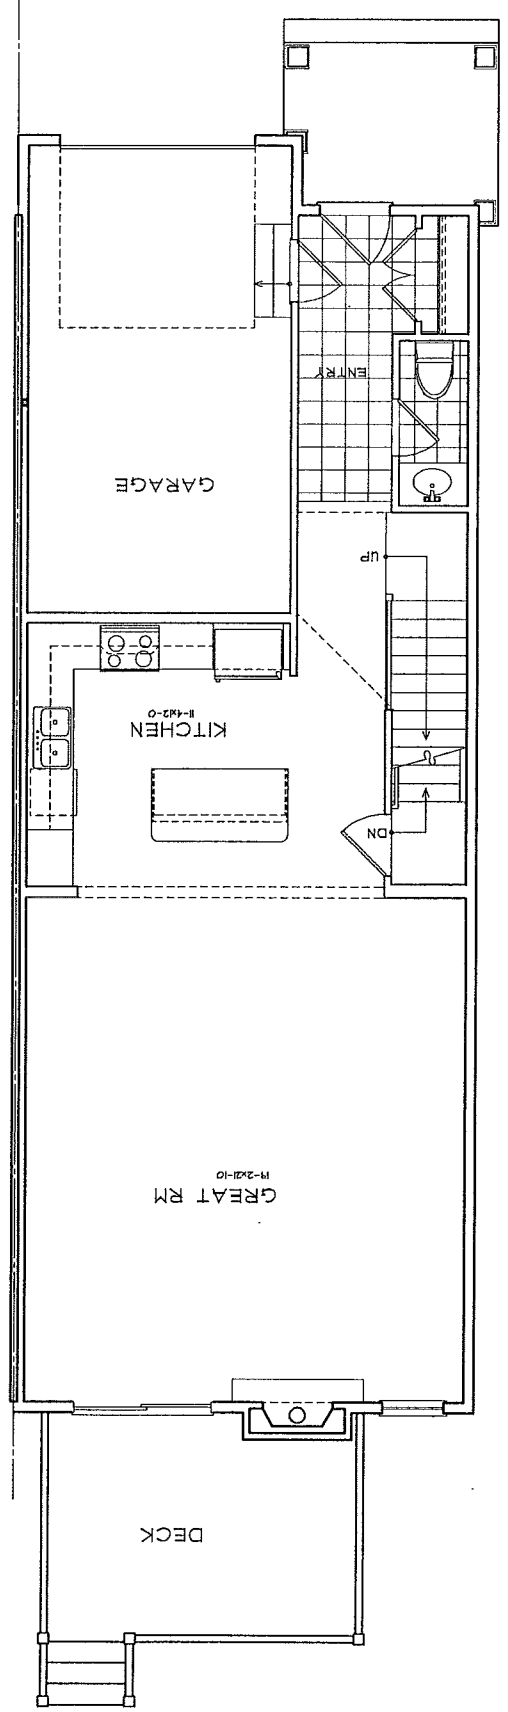 DECK
GREAT RM
19-2x21-10
DN
KITCHEN
11-4x12-0
UP
GARAGE
ENTRY